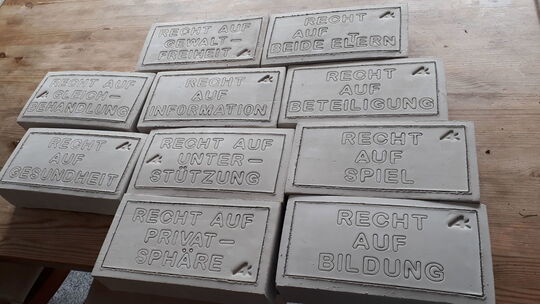 RECHT AUF
GEWALT-
FREIHEIT
RECHT
AUF
BEIDE ELTERN
RECHT AUF
GLEICH-
BEHANDLUNG
RECHT
AUF
INFORMATION
RECHT
AUF
BETEILIGUNG
RECHT
AUF
GESUNDHEIT
RECHT AUF
UNTER-
STÜTZUNG
RECHT
AUF
SPIEL
RECHT AUF
PRIVAT-
SPHÄRE
RECHT
AUF
BILDUNG